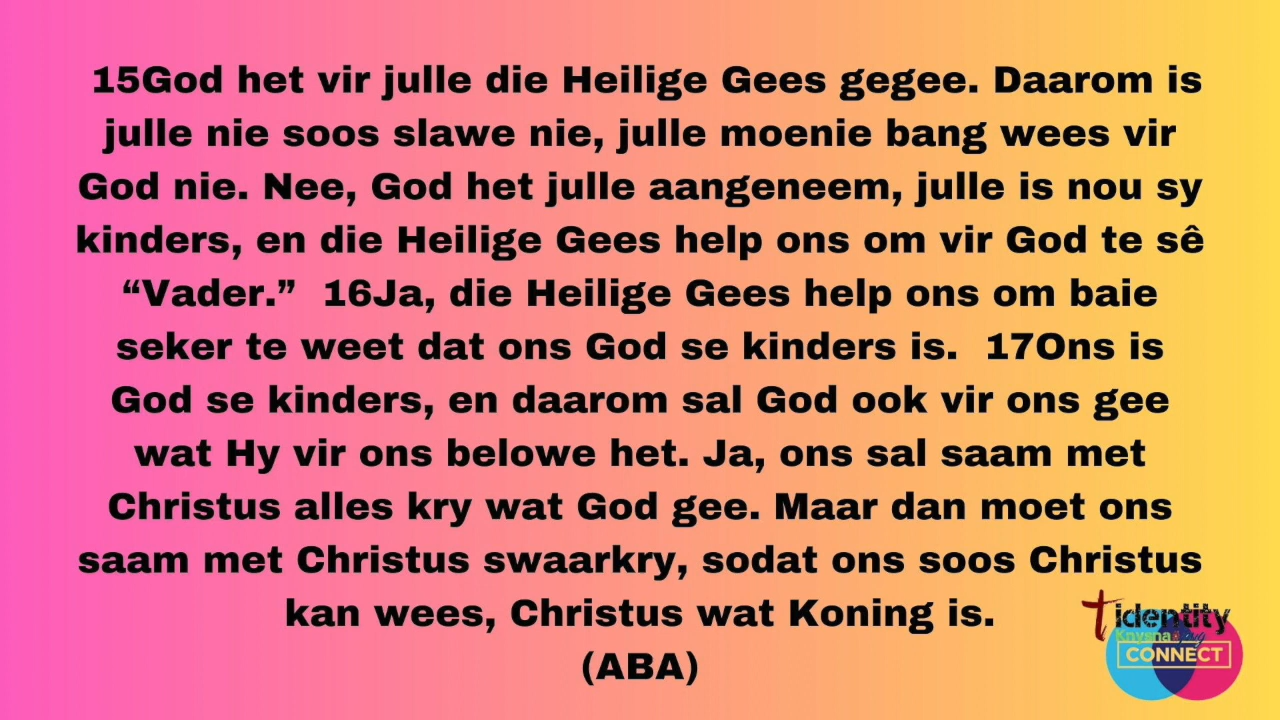 15God het vir julle die Heilige Gees gegee. Daarom is
julle nie soos slawe nie, julle moenie bang wees vir
God nie. Nee, God het julle aangeneem, julle is nou sy
kinders, en die Heilige Gees help ons om vir God te sê
“Vader.”  16Ja, die Heilige Gees help ons om baie
seker te weet dat ons God se kinders is.  17Ons is
God se kinders, en daarom sal God ook vir ons gee
wat Hy vir ons belowe het. Ja, ons sal saam met
Christus alles kry wat God gee. Maar dan moet ons
saam met Christus swaarkry, sodat ons soos Christus
kan wees, Christus wat Koning is.
(ABA)
identity
Knysna
CONNECT